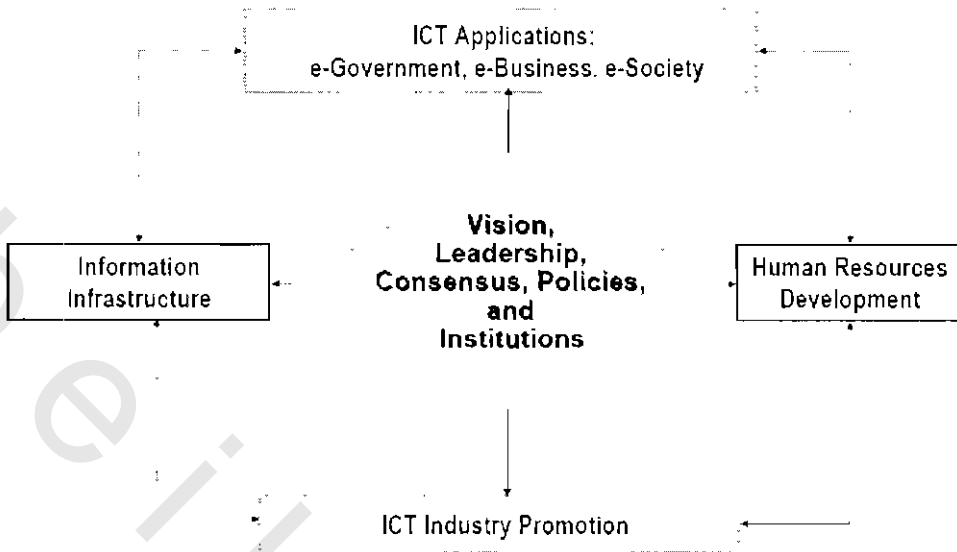 ICT Applications:
e-Government, e-Business. e-Society
Vision,
Leadership,
Consensus, Policies,
and
Institutions
Information
Infrastructure
Human Resources
Development
ICT Industry Promotion